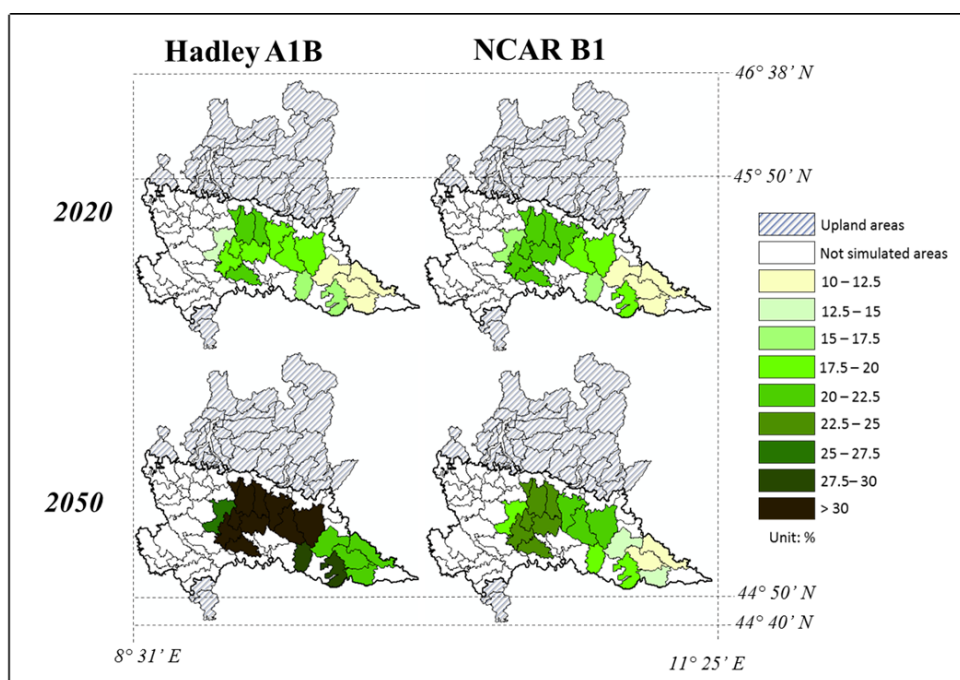 Hadley A1B
NCAR B1
46° 38' N
45° 50' N
2020
Upland areas
Not simulated areas
10 – 12.5
12.5 – 15
15 – 17.5
17.5 – 20
20 – 22.5
22.5 – 25
25 – 27.5
27.5– 30
> 30
Unit: %
2050
44° 50' N
44° 40' N
8° 31' E
11° 25' E